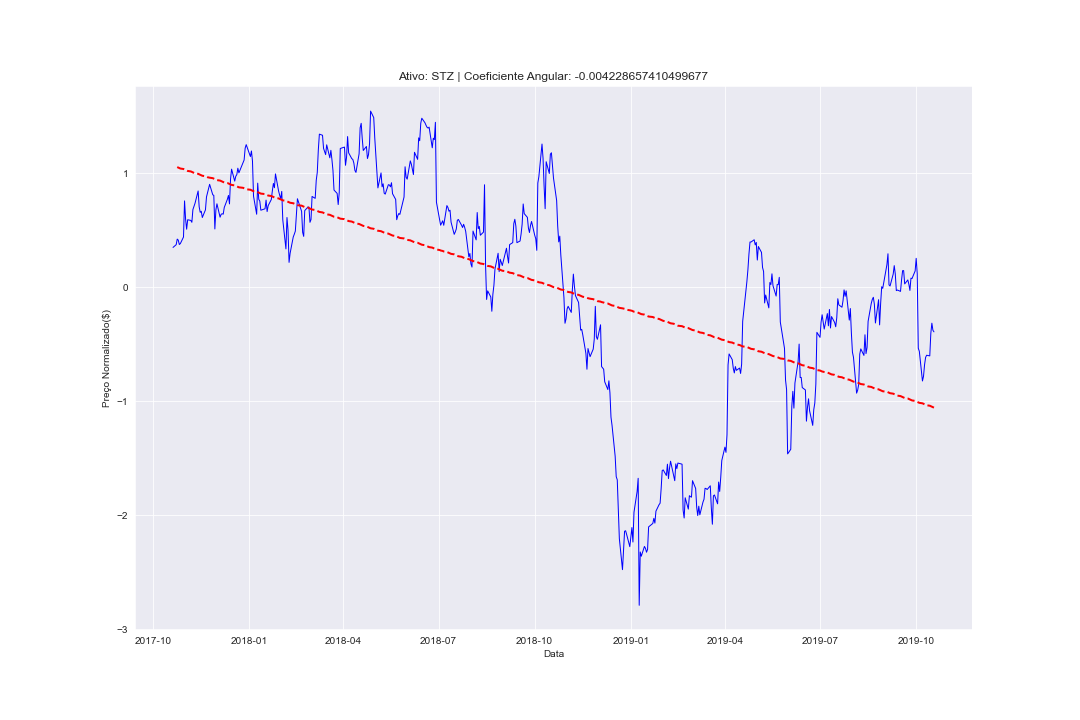 Ativo: STZ | Coeficiente Angular: -0.004228657410499677
Preço Normalizado($)
1
0
−1
−2
−3
2017-10 2018-01 2018-04 2018-07 2018-10 2019-01 2019-04 2019-07 2019-10
Data